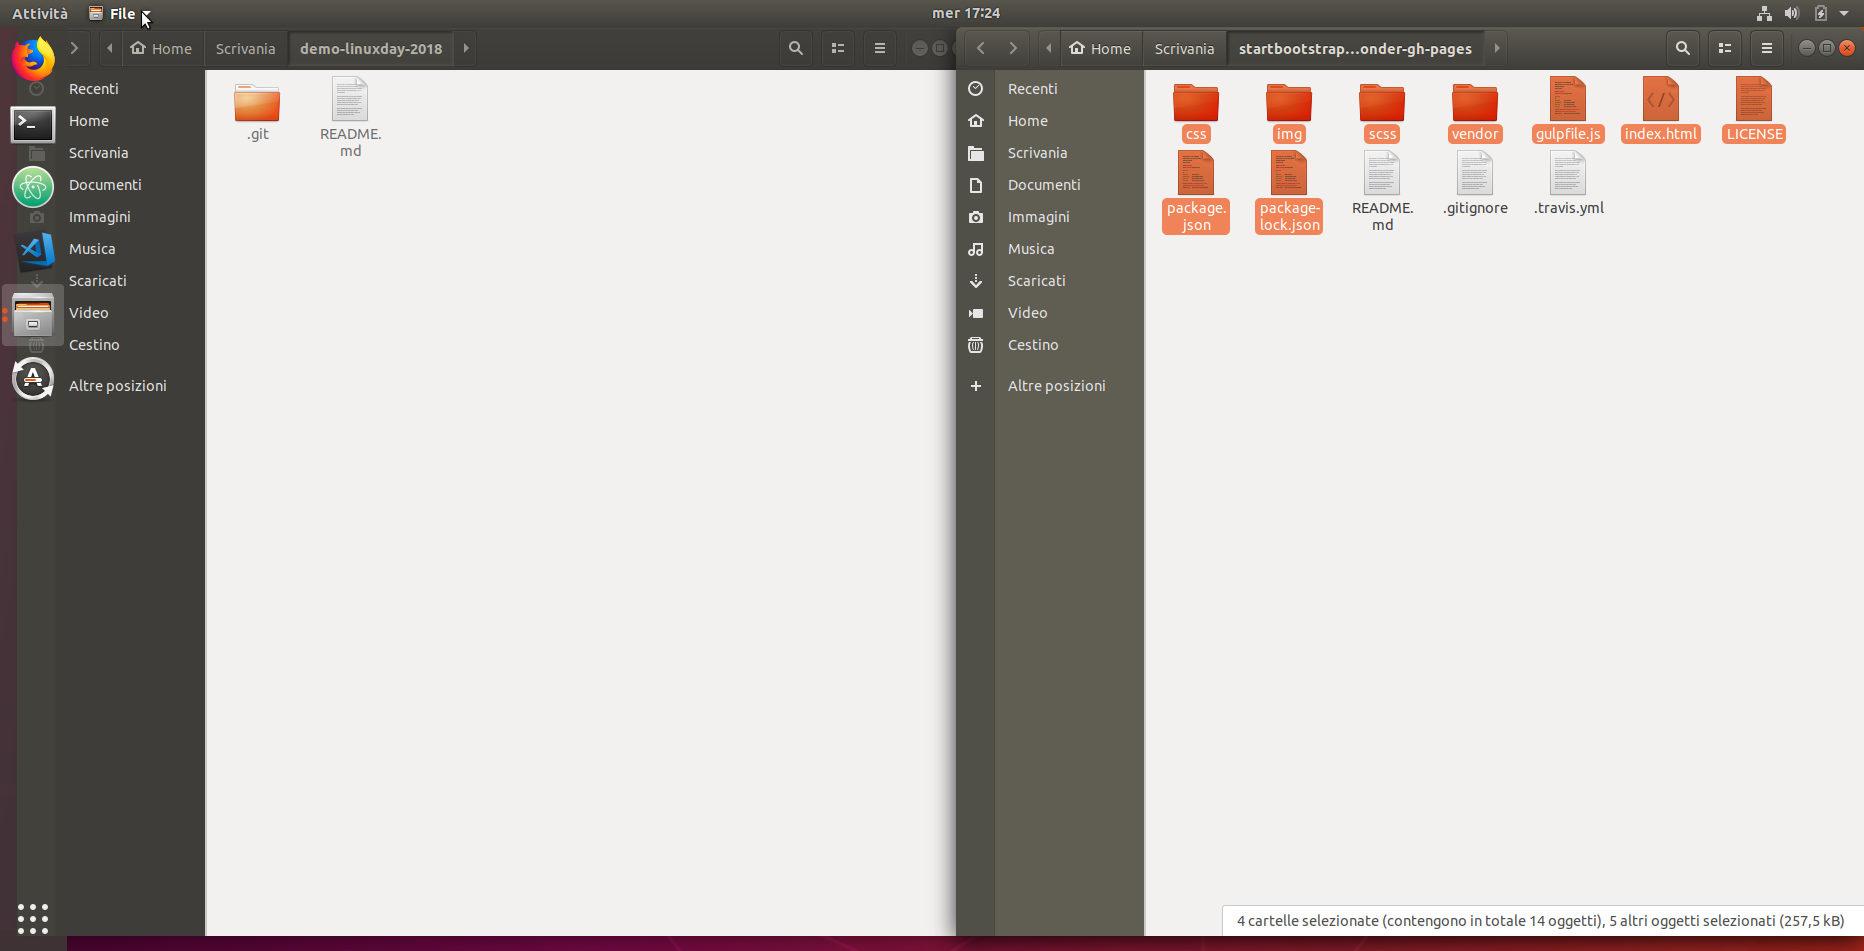 Attività
File
mer 17:24
Home
Scrivania
demo-linuxday-2018
Recenti
Home
Scrivania
Documenti
Immagini
Musica
Scaricati
Video
Cestino
Altre posizioni
.git
README.
md
Home
Scrivania
startbootstrap...onder-gh-pages
Recenti
Home
Scrivania
Documenti
Immagini
Musica
Scaricati
Video
Cestino
Altre posizioni
css
img
scss
vendor
gulpfile.js
index.html
LICENSE
package.
json
package-
lock.json
README.
md
.gitignore
.travis.yml
4 cartelle selezionate (contengono in totale 14 oggetti), 5 altri oggetti selezionati (257,5 kB)